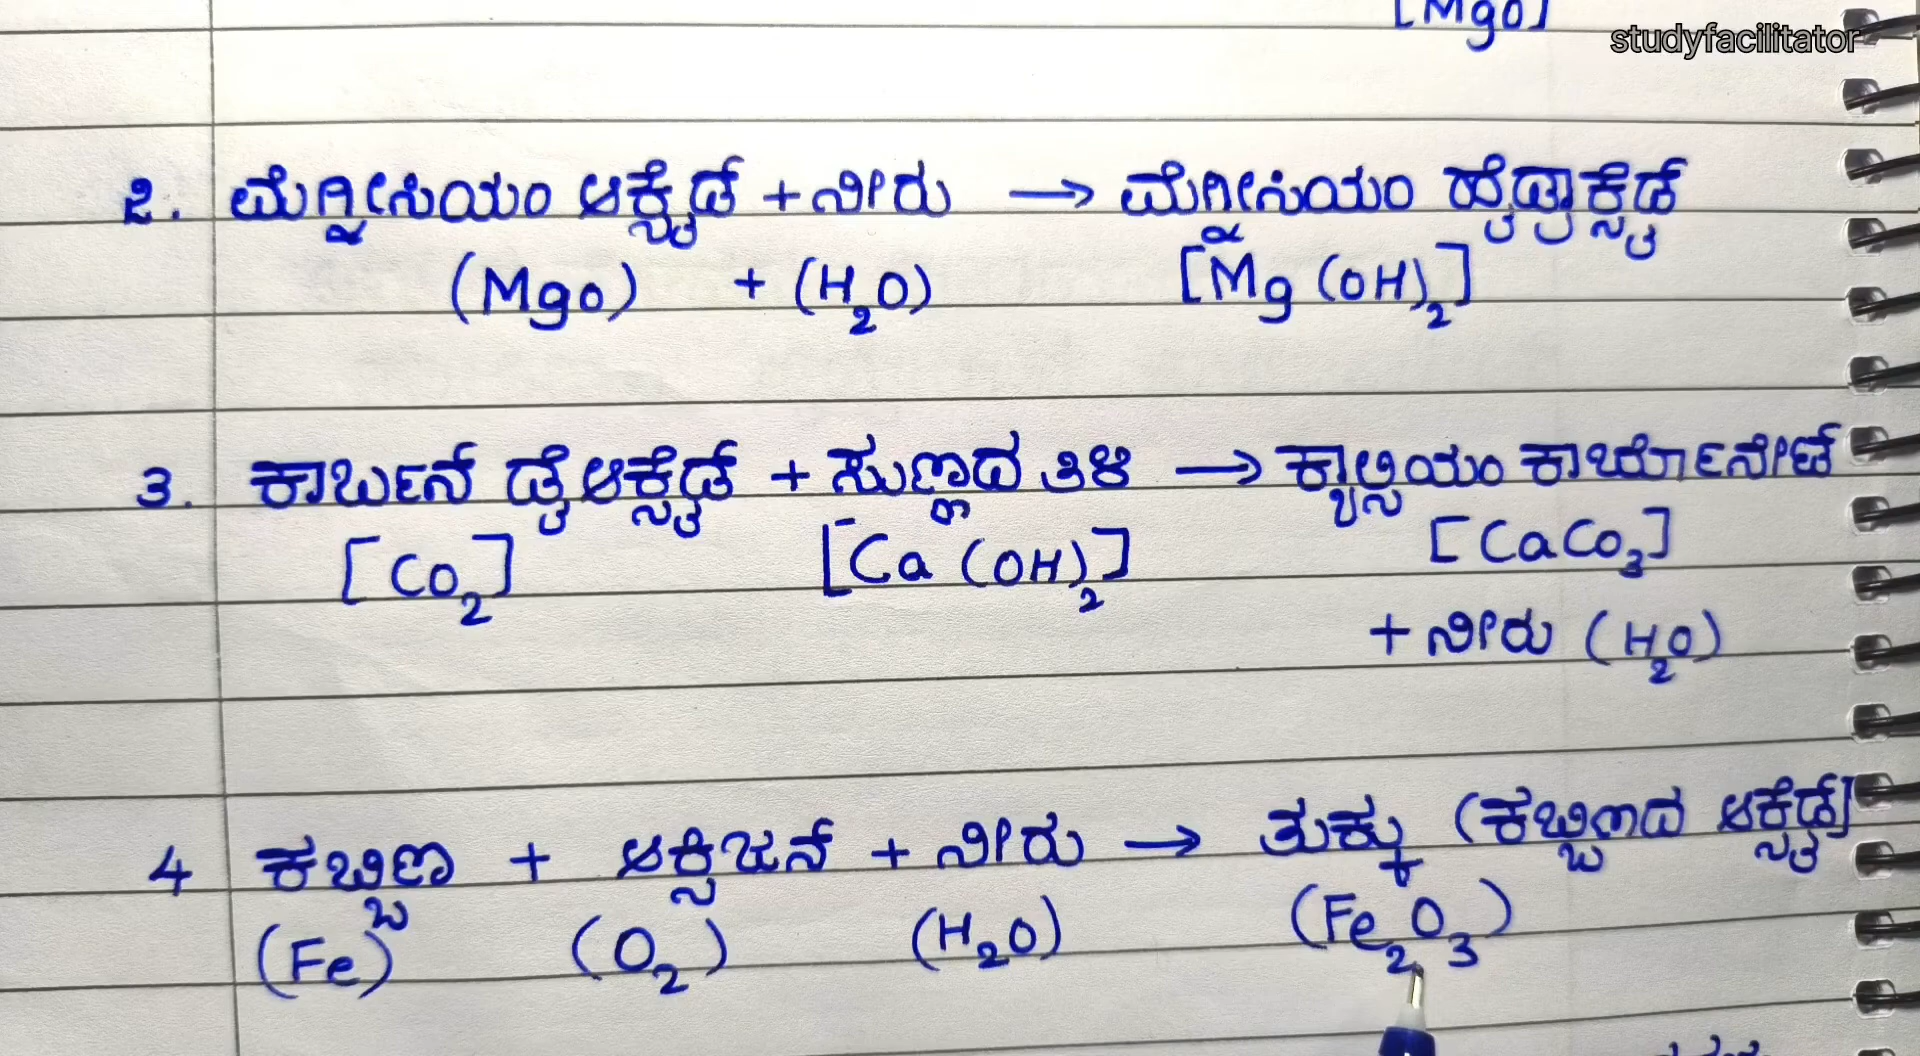 [Mgo]
studyfacilitator
2. ಮೆಗ್ನೀಸಿಯಂ ಆಕ್ಸೈಡ್ + ನೀರು → ಮೆಗ್ನೀಸಿಯಂ ಹೈಡ್ರಾಕ್ಸೈಡ್
(Mgo) + (H₂O) [Mg (OH)₂]
3. ಕಾರ್ಬನ್ ಡೈಆಕ್ಸೈಡ್ + ಸುಣ್ಣದ ತಿಳಿ → ಕ್ಯಾಲ್ಸಿಯಂ ಕಾರ್ಬೋನೇಟ್
[Co₂] [Ca (OH)₂] [CaCo₃]
+ ನೀರು (H₂O)
4 ಕಬ್ಬಿಣ + ಆಕ್ಸಿಜನ್ + ನೀರು → ತುಕ್ಕು (ಕಬ್ಬಿಣದ ಆಕ್ಸೈಡ್]
(Fe) (O₂) (H₂O) (Fe₂O₃)